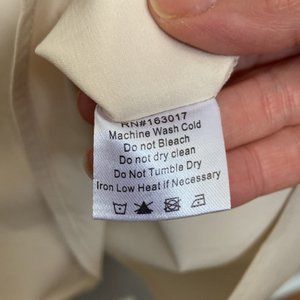 RN#163017
Machine Wash Cold
Do not Bleach
Do not dry clean
Do Not Tumble Dry
Iron Low Heat if Necessary